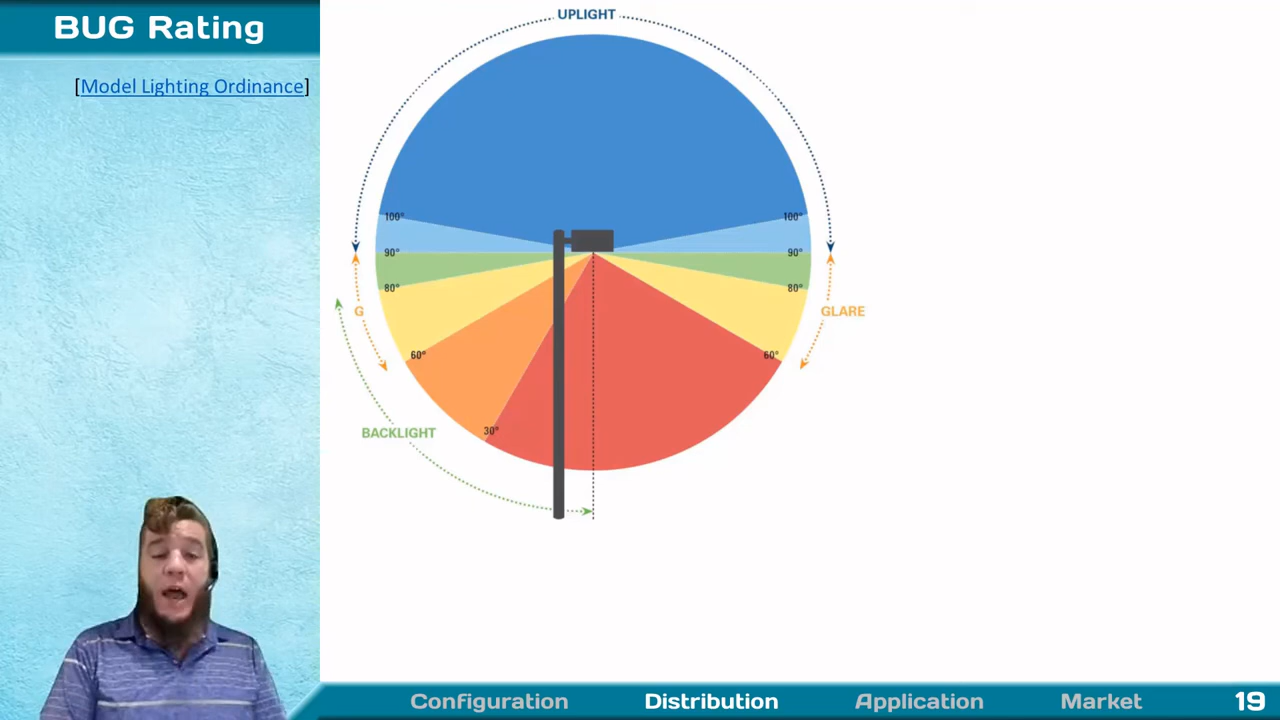 BUG Rating
[Model Lighting Ordinance]
UPLIGHT
100° 100°
90° 90°
80° 80°
G GLARE
60° 60°
30°
BACKLIGHT
Configuration Distribution Application Market 19